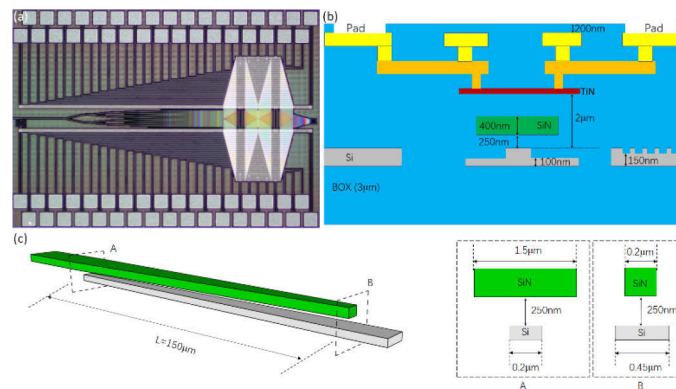 (a)
(b)
Pad
200nm
Pad
TiN
400nm
SiN
2μm
250nm
Si
100nm
150nm
BOX (3μm)
(c)
A
B
L=150μm
1.5μm
SiN
250nm
Si
0.2μm
A
0.2μm
SiN
250nm
Si
0.45μm
B